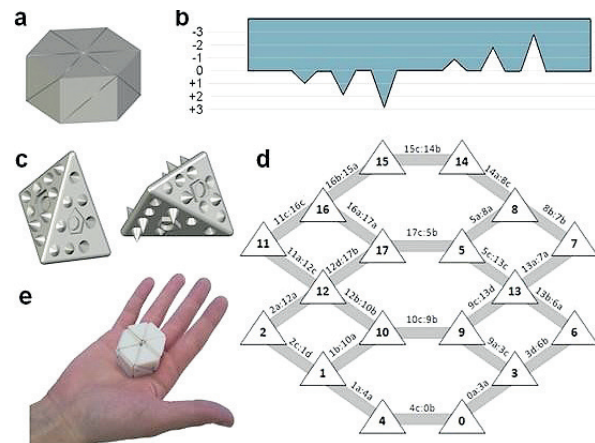 a
b
-3
-2
-1
0
+1
+2
+3
c
d
e
15c:14b
15
14
16b:15a
14a:8c
11c:16c
16
16a:17a
5a:8a
8
8b:7b
11
17c:5b
17
5
7
11a:12c
12d:17b
5c:13c
13a:7a
12
13
2a:12a
12b:10b
9c:13d
13b:6a
2
10c:9b
10
9
6
2c:1d
1b:10a
9a:3c
3d:6b
1
3
1a:4a
0a:3a
4c:0b
4
0